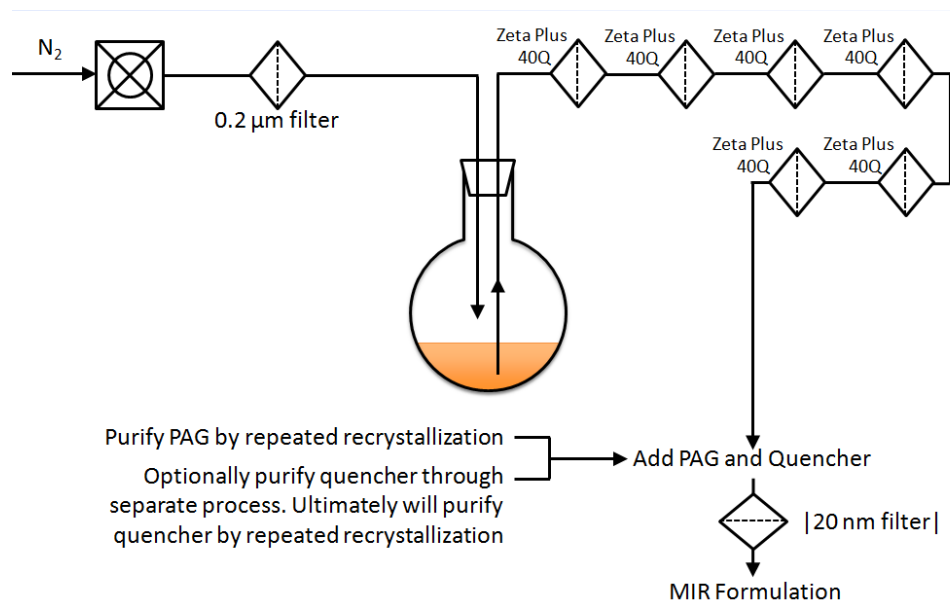 N₂
0.2 µm filter
Zeta Plus
40Q
Zeta Plus
40Q
Zeta Plus
40Q
Zeta Plus
40Q
Zeta Plus
40Q
Zeta Plus
40Q
Purify PAG by repeated recrystallization
Optionally purify quencher through
separate process. Ultimately will purify
quencher by repeated recrystallization
Add PAG and Quencher
|20 nm filter|
MIR Formulation